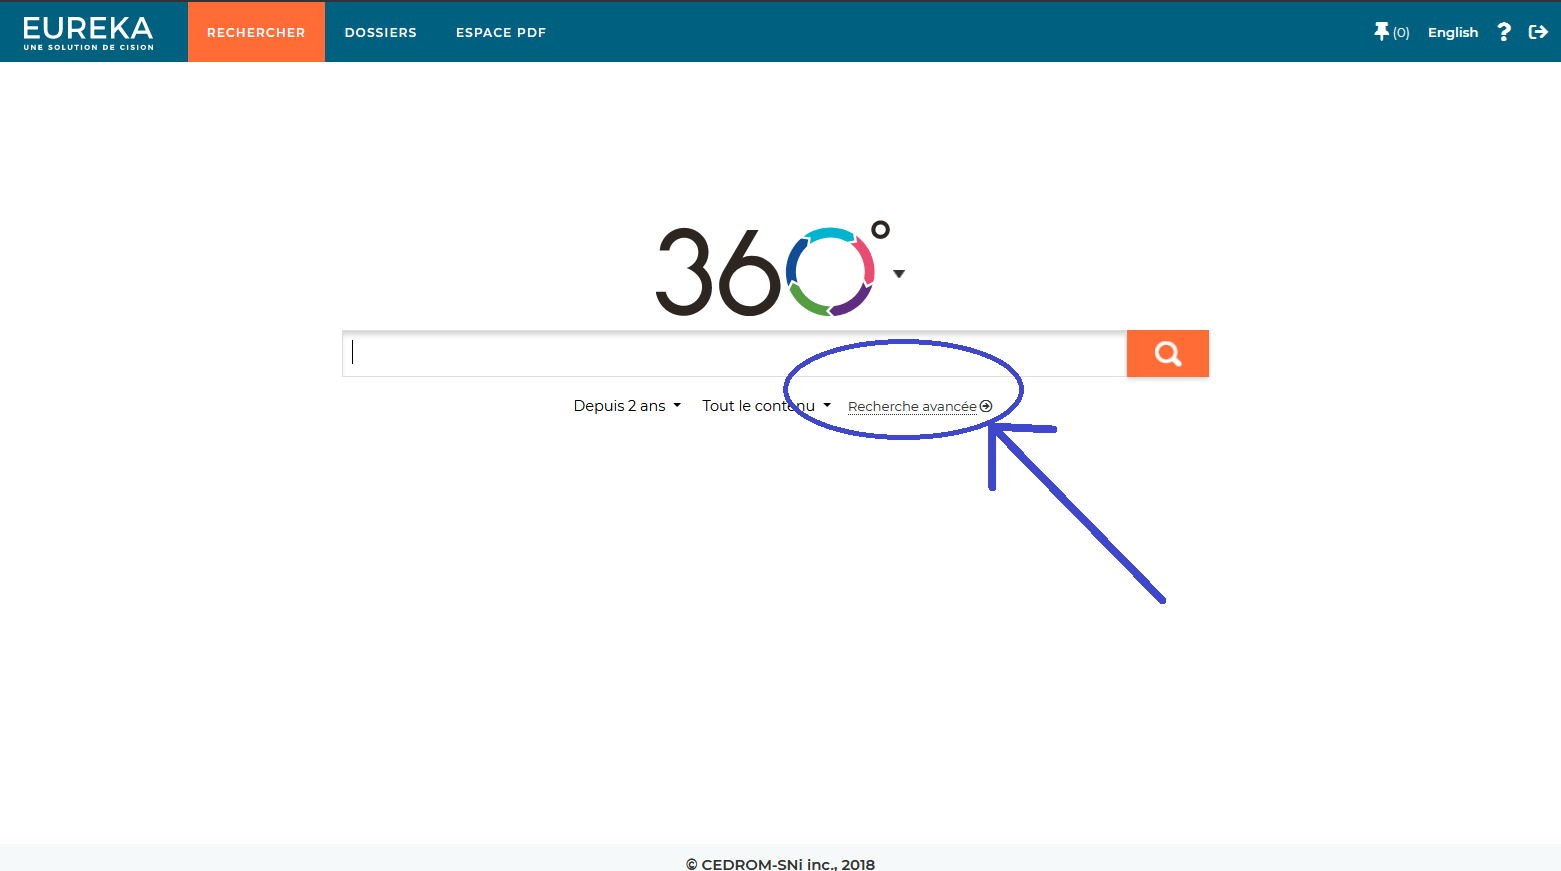 EUREKA
UNE SOLUTION DE CISION
RECHERCHER
DOSSIERS
ESPACE PDF
(0)
English
?
360°
Depuis 2 ans
Tout le contenu
Recherche avancée
© CEDROM-SNi inc., 2018